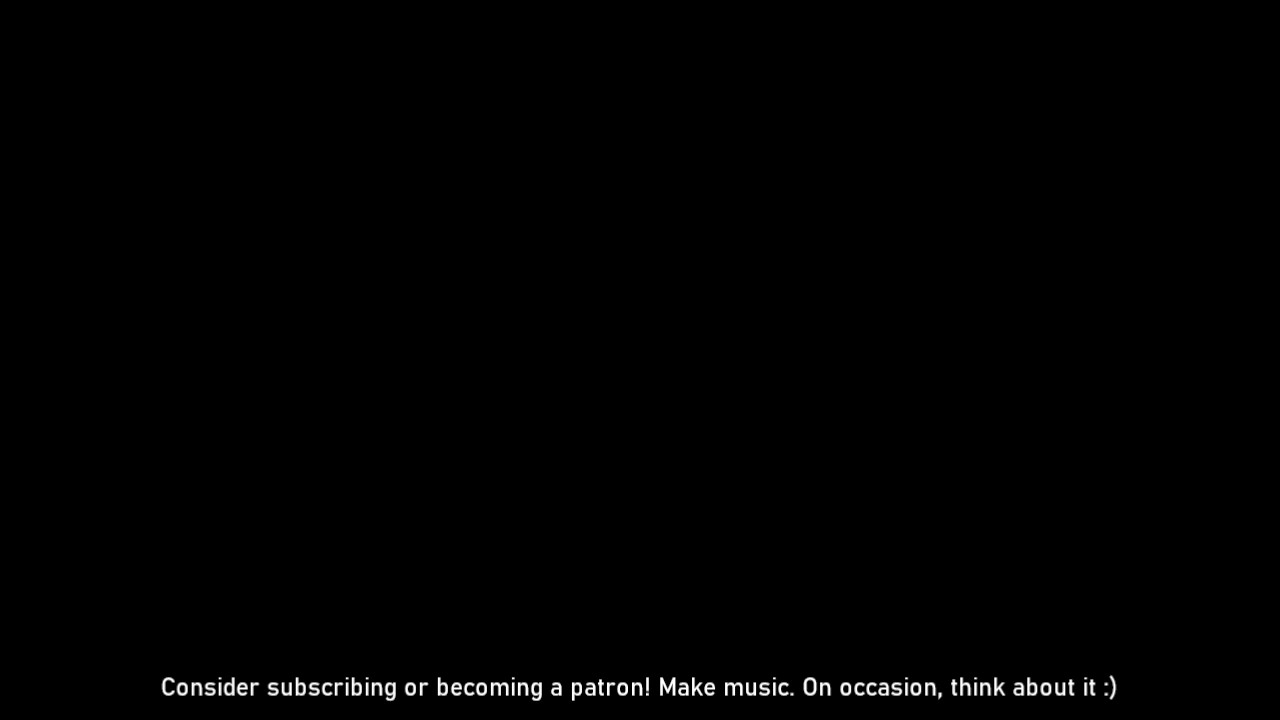 Consider subscribing or becoming a patron! Make music. On occasion, think about it :)